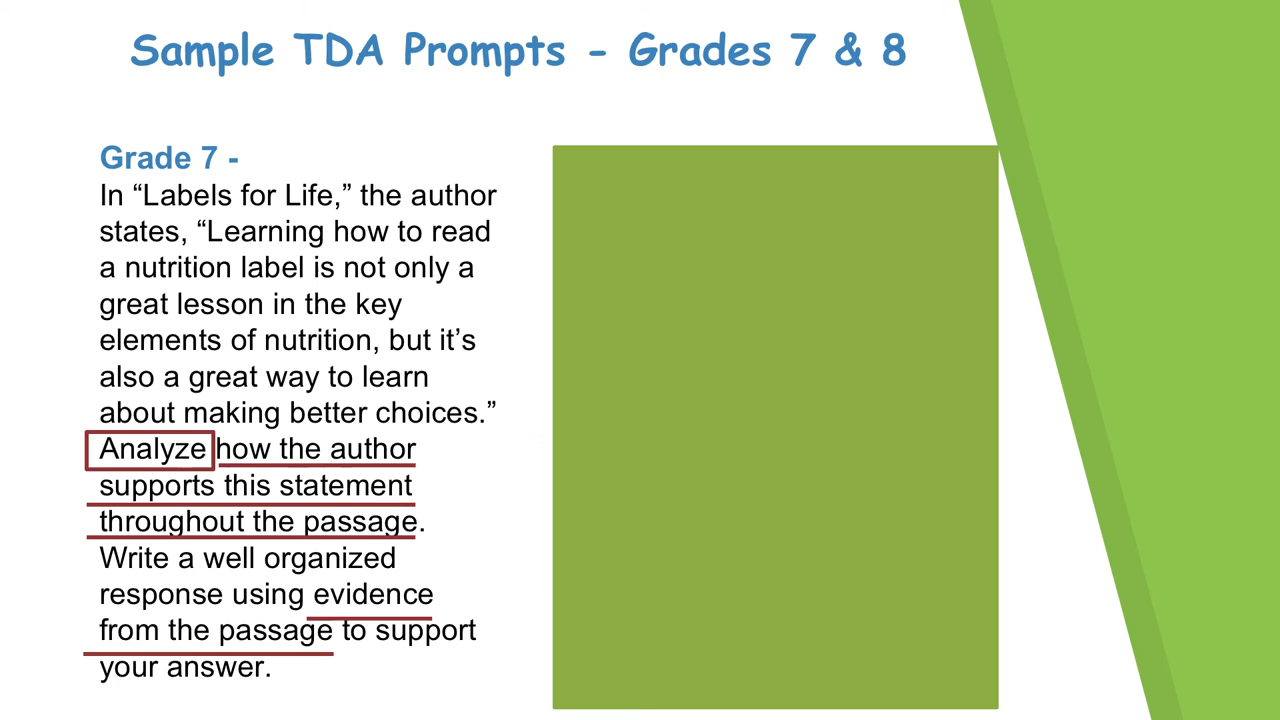 Sample TDA Prompts - Grades 7 & 8
Grade 7 -
In “Labels for Life,” the author
states, “Learning how to read
a nutrition label is not only a
great lesson in the key
elements of nutrition, but it’s
also a great way to learn
about making better choices.”
Analyze how the author
supports this statement
throughout the passage.
Write a well organized
response using evidence
from the passage to support
your answer.